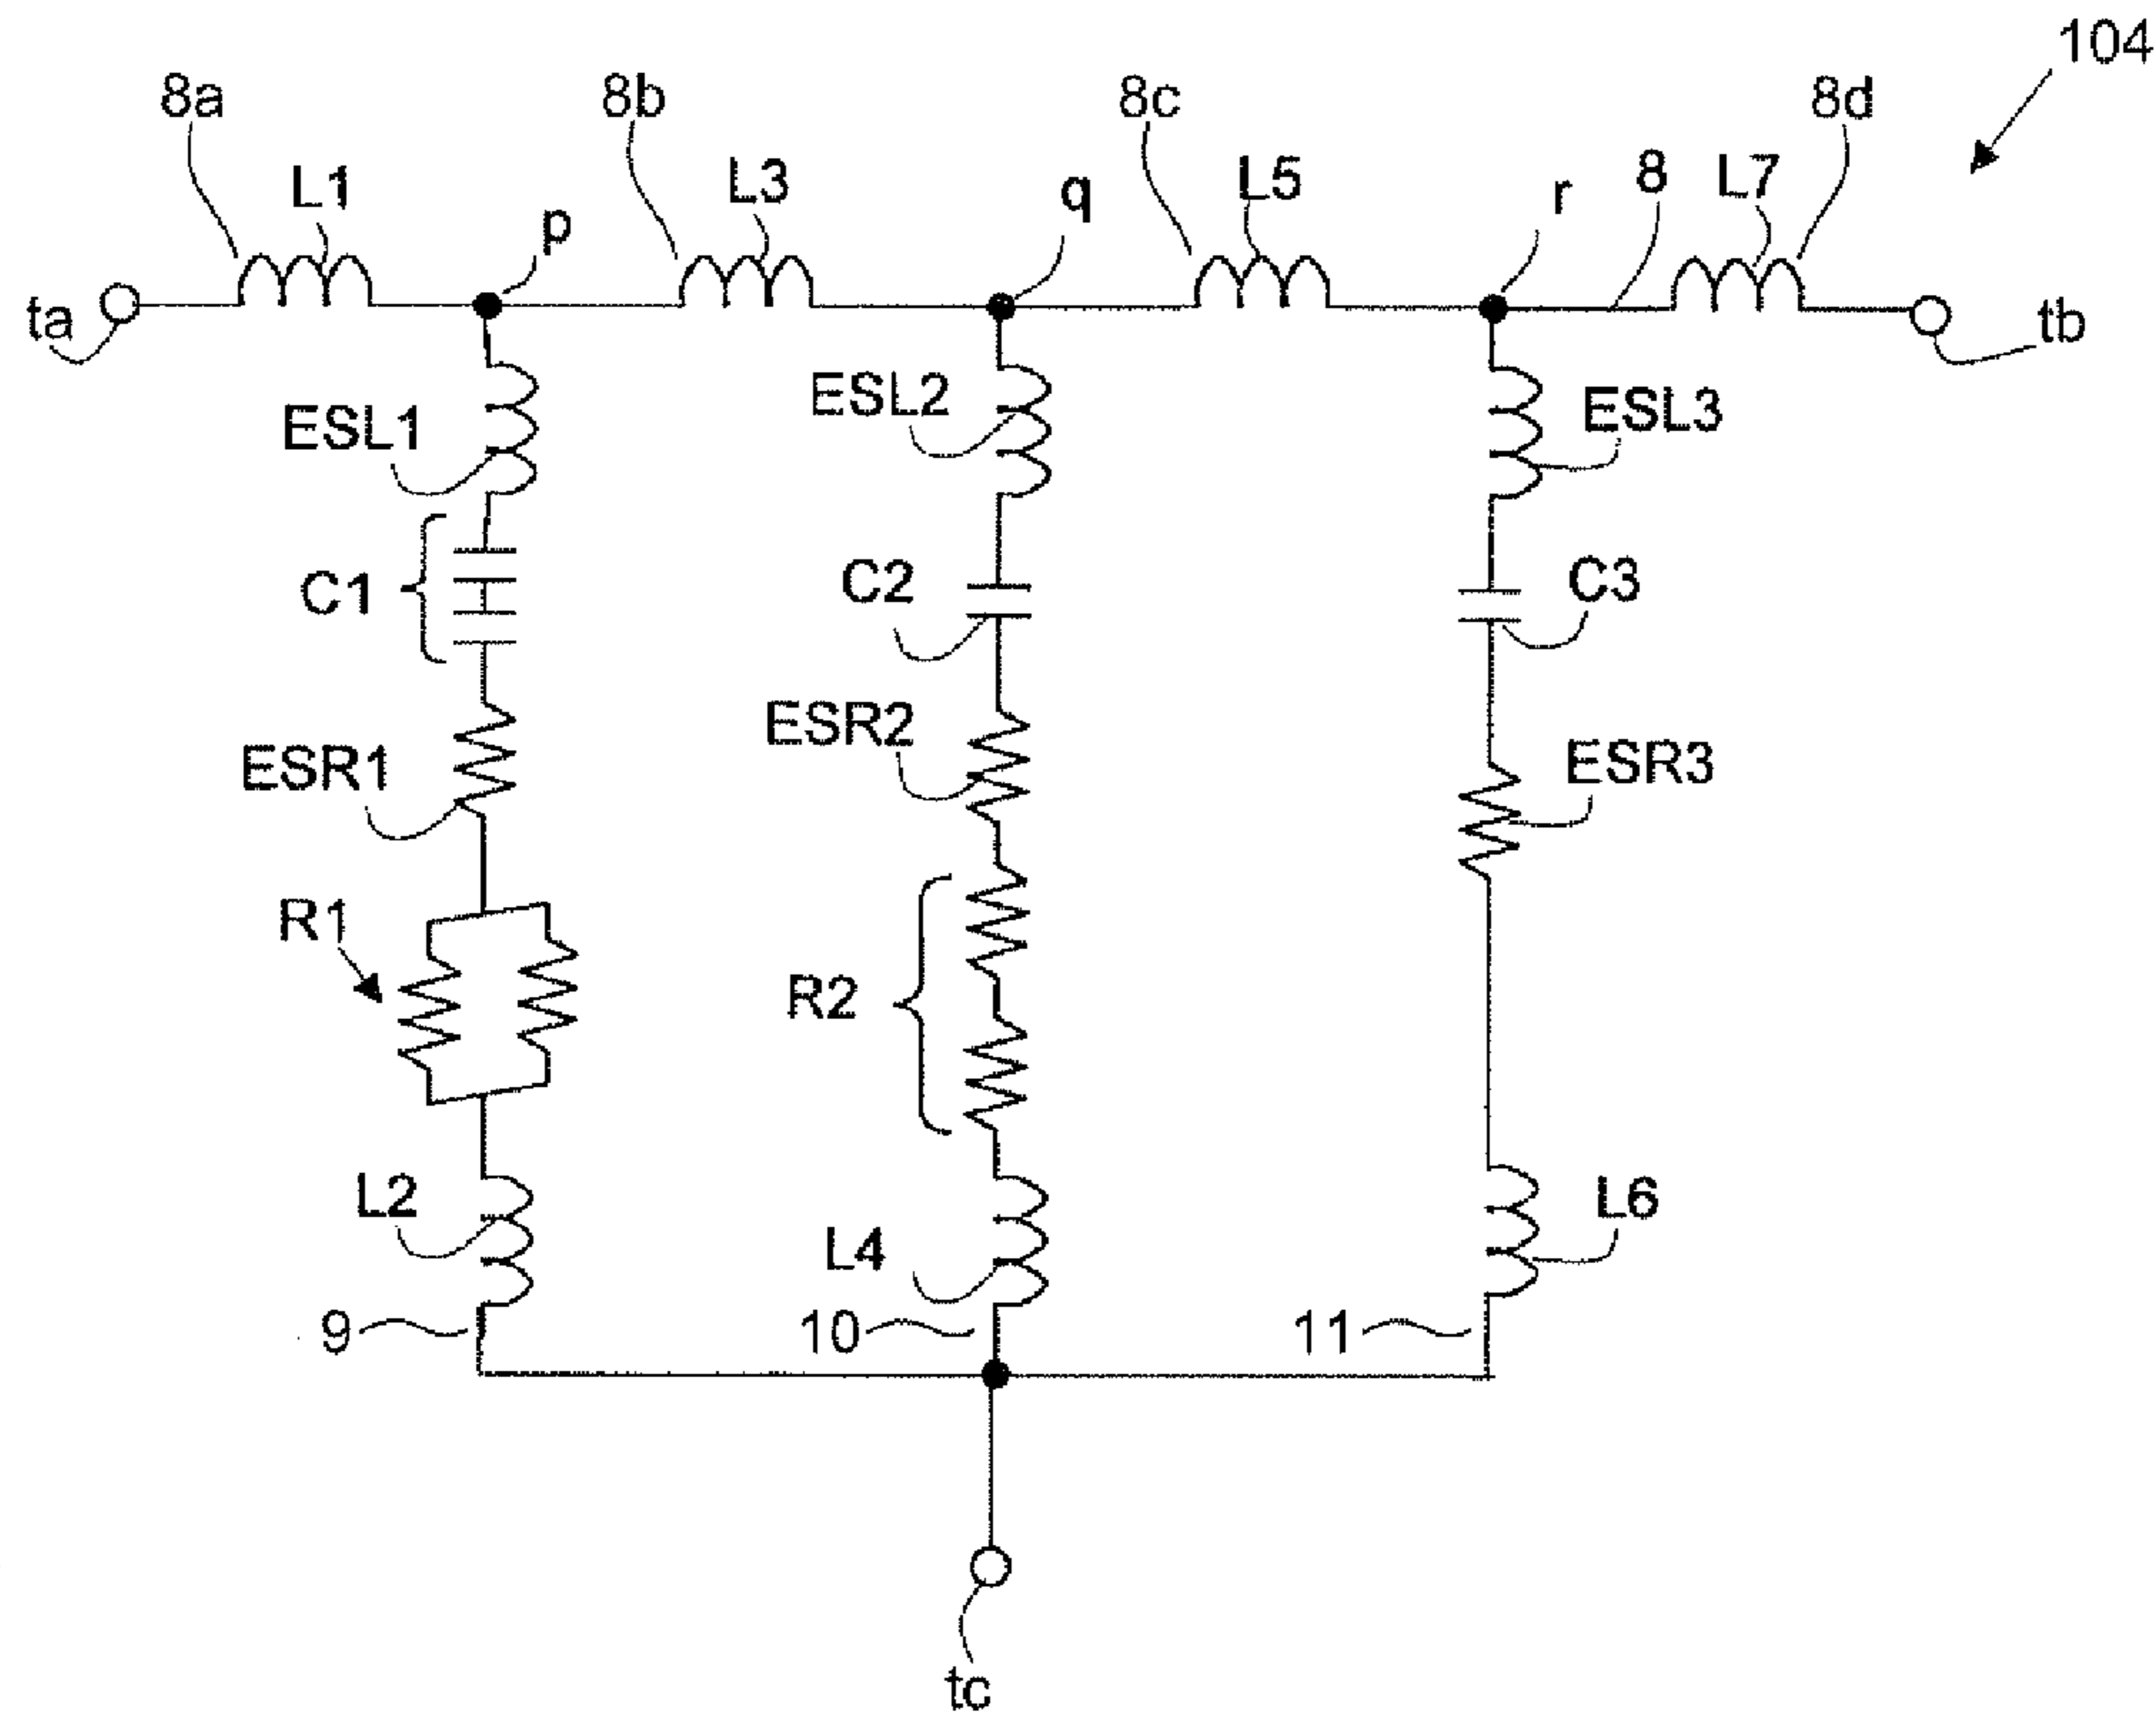 104
8a
8b
8c
8d
L1
L3
L5
8
L7
p
q
r
ta
tb
ESL1
ESL2
ESL3
C1
C2
C3
ESR1
ESR2
ESR3
R1
R2
L2
L4
L6
9
10
11
tc